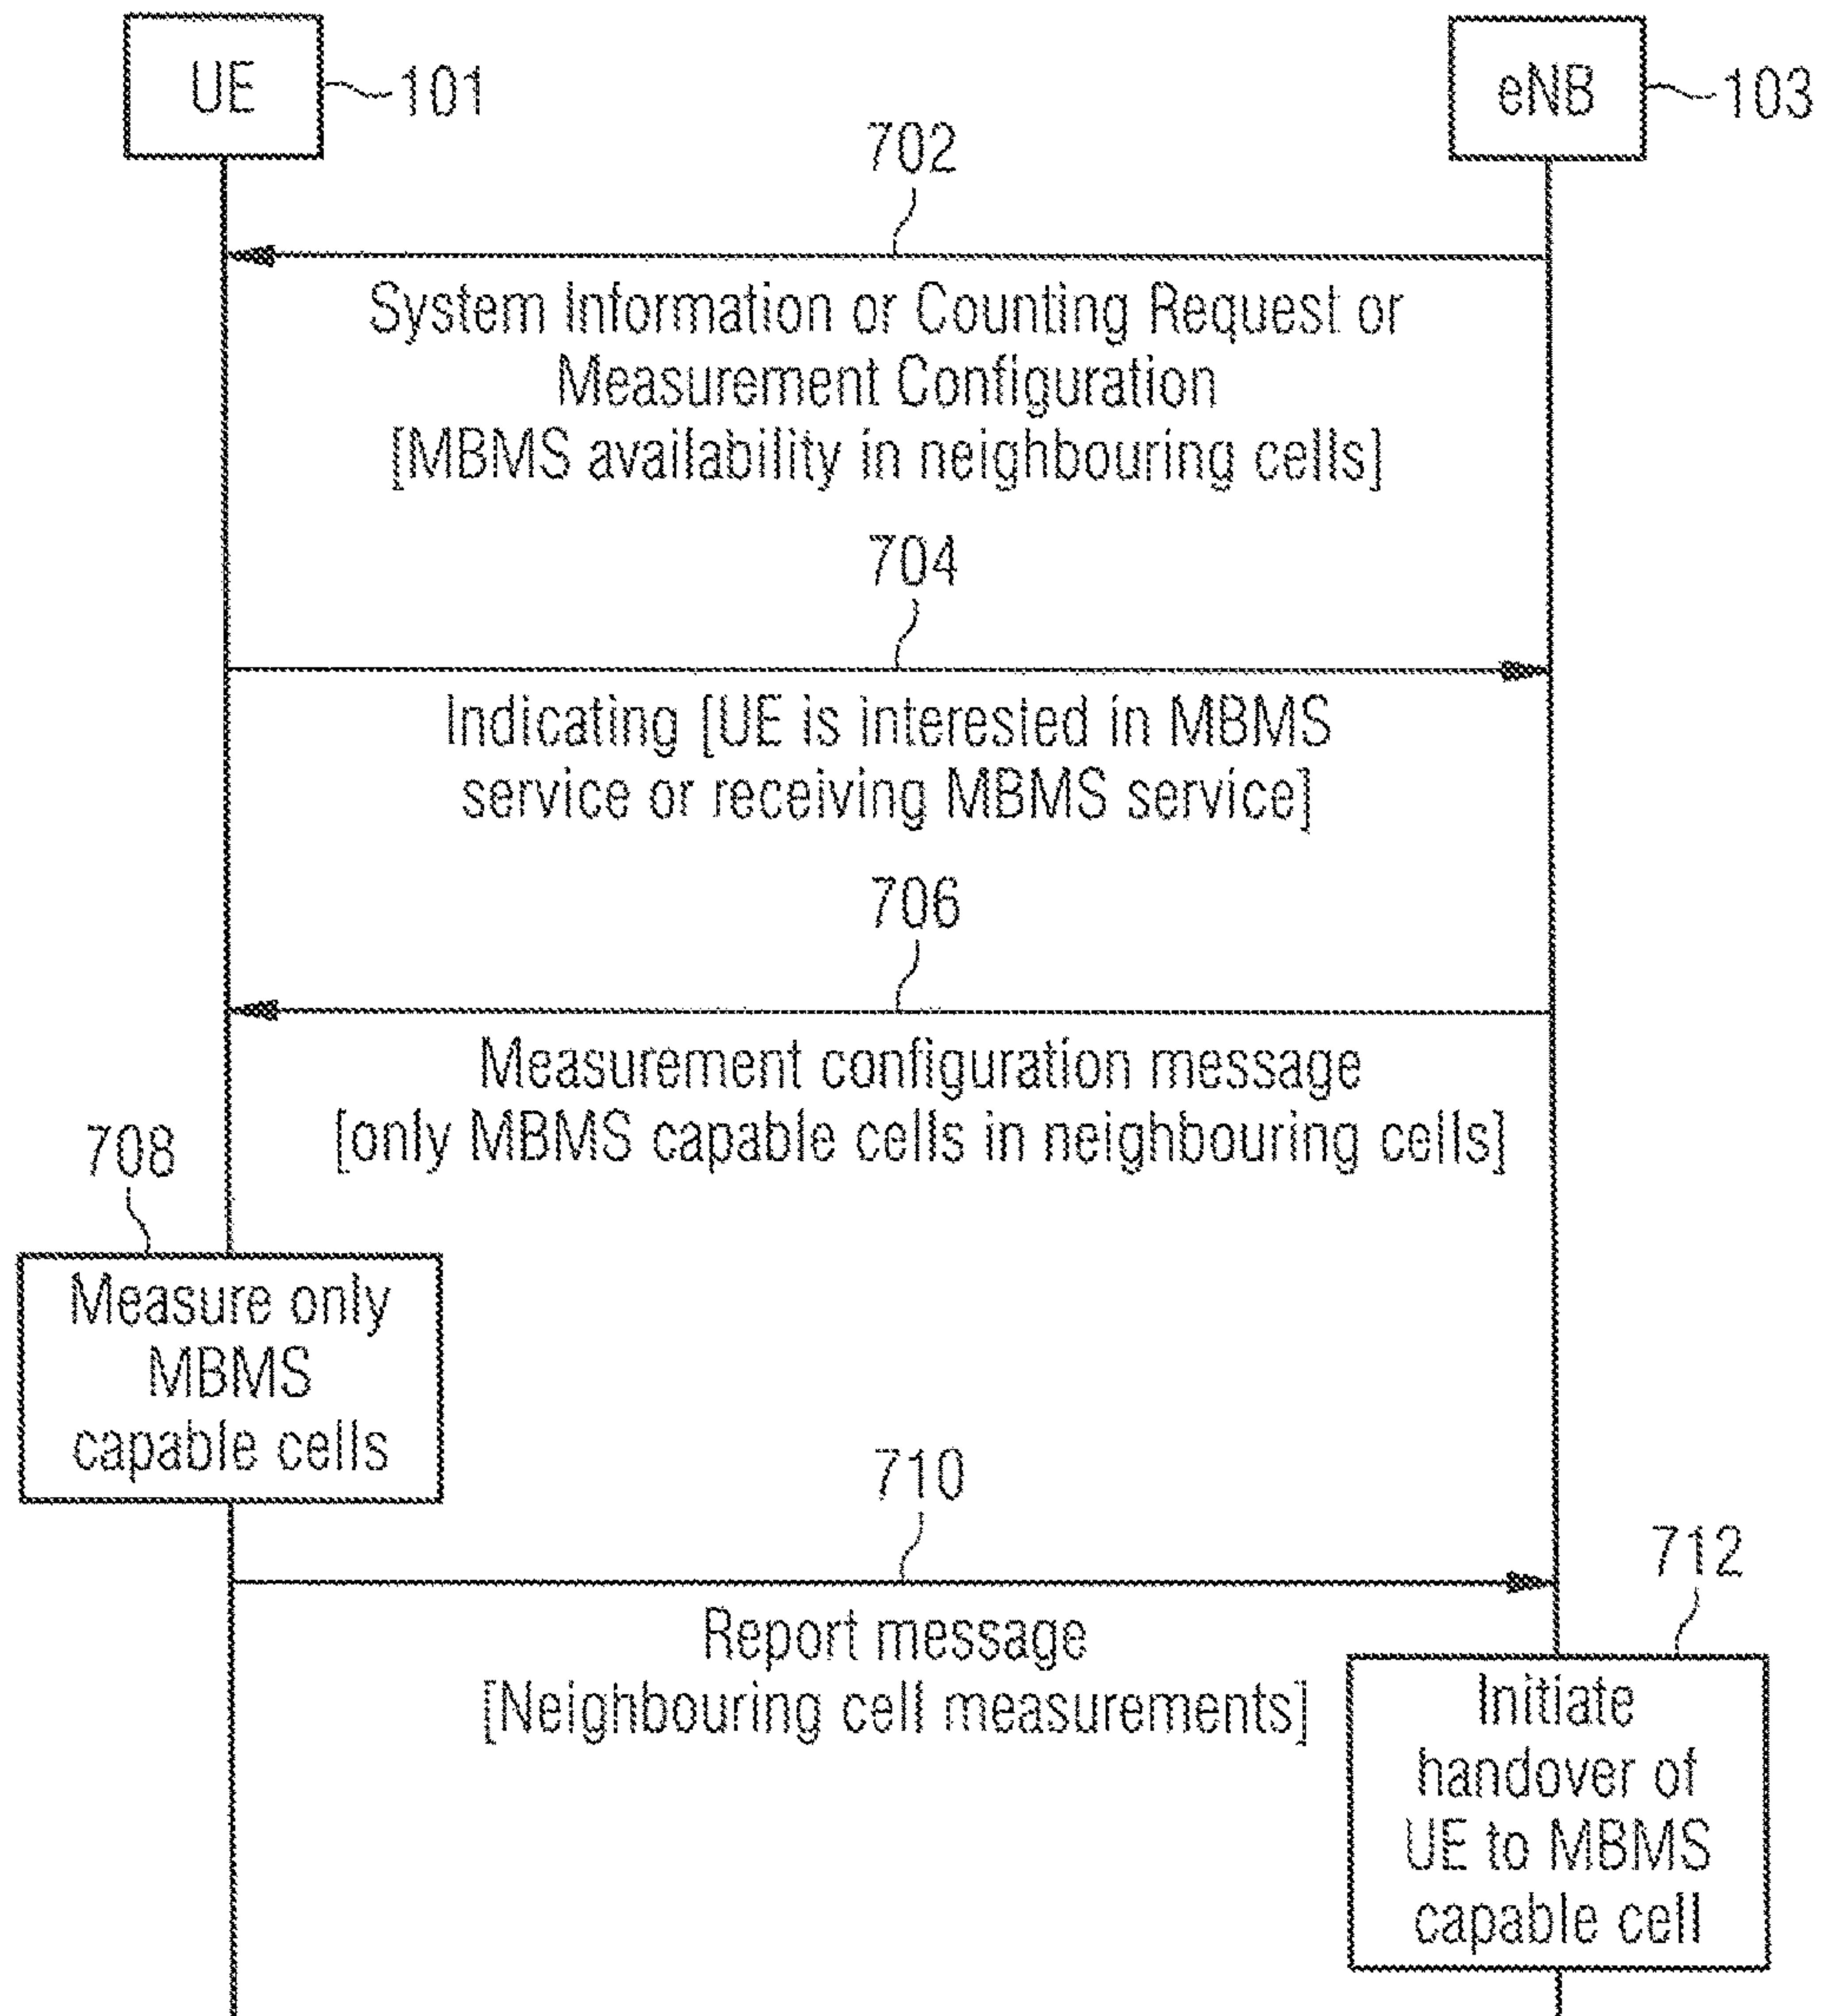 UE
101
eNB
103
702
System Information or Counting Request or
Measurement Configuration
[MBMS availability in neighbouring cells]
704
Indicating [UE is interested in MBMS
service or receiving MBMS service]
706
Measurement configuration message
[only MBMS capable cells in neighbouring cells]
708
Measure only
MBMS
capable cells
710
Report message
[Neighbouring cell measurements]
712
Initiate
handover of
UE to MBMS
capable cell